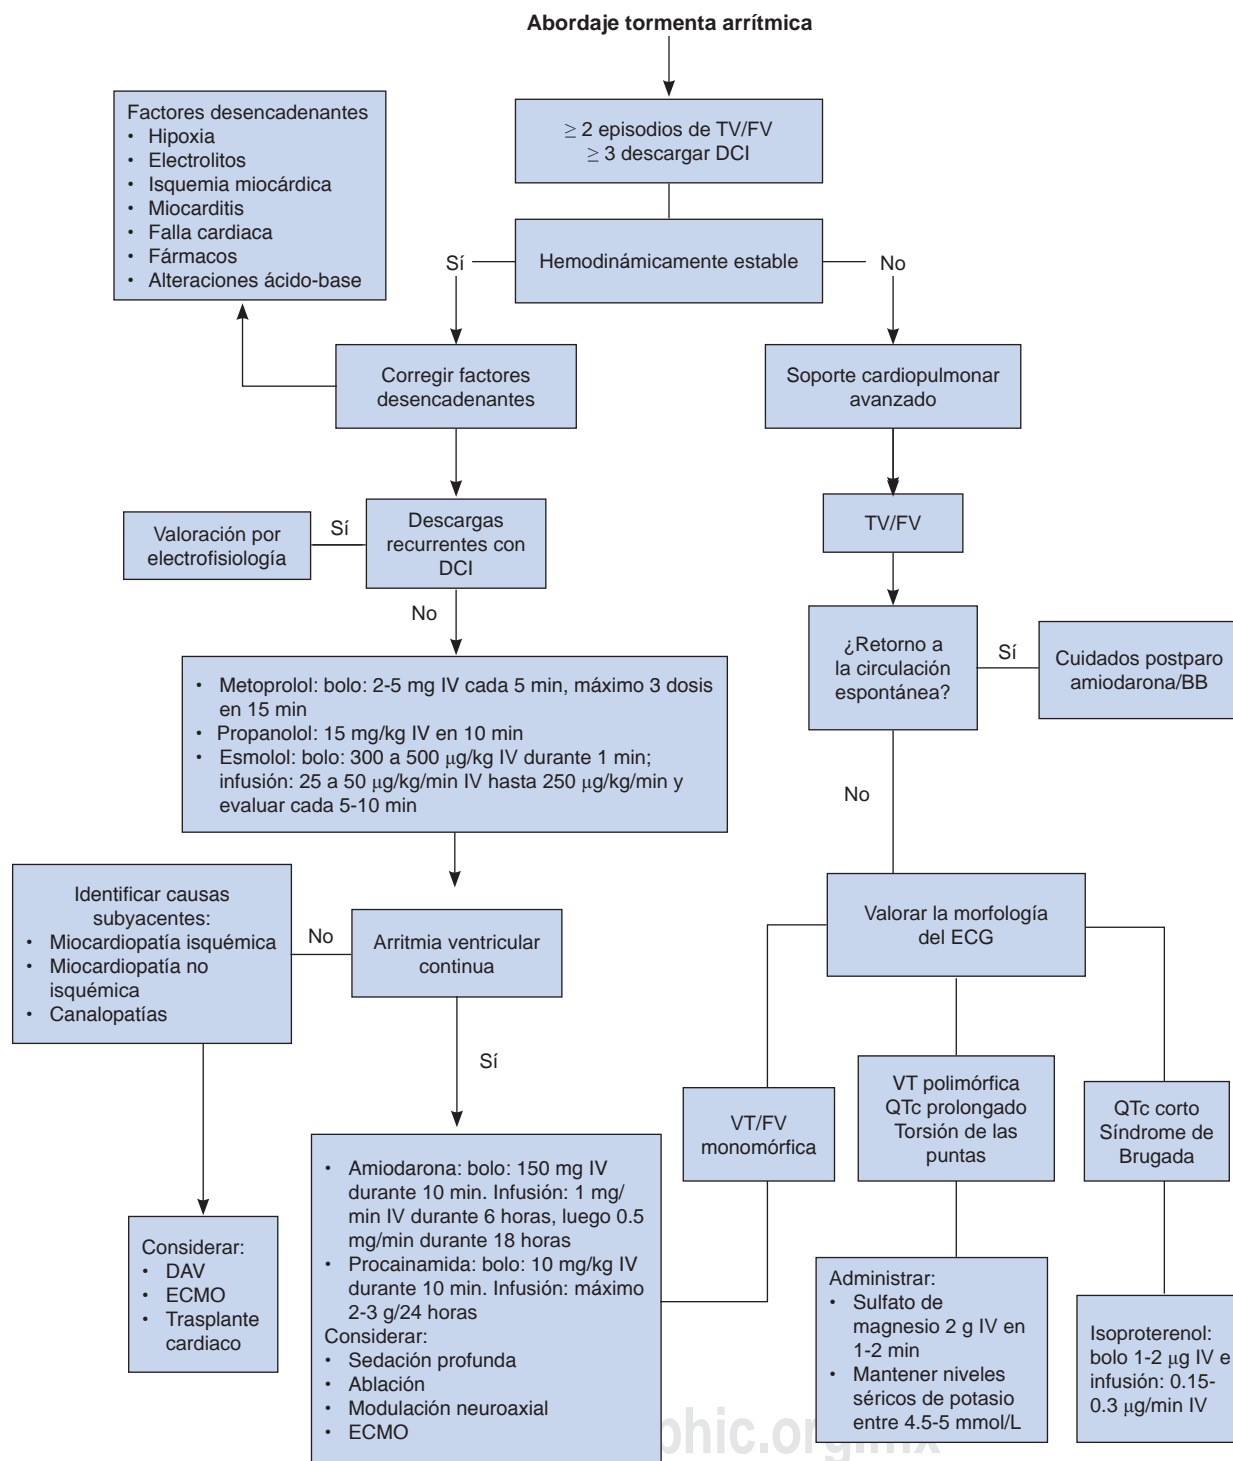 Abordaje tormenta arrítmica
≥ 2 episodios de TV/FV
≥ 3 descargar DCI
Factores desencadenantes
• Hipoxia
• Electrolitos
• Isquemia miocárdica
• Miocarditis
• Falla cardiaca
• Fármacos
• Alteraciones ácido-base
Sí
Hemodinámicamente estable
No
Corregir factores
desencadenantes
Soporte cardiopulmonar
avanzado
Valoración por
electrofisiología
Sí
Descargas
recurrentes con
DCI
TV/FV
No
¿Retorno a
la circulación
espontánea?
Sí
Cuidados postparo
amiodarona/BB
• Metoprolol: bolo: 2-5 mg IV cada 5 min, máximo 3 dosis
en 15 min
• Propanolol: 15 mg/kg IV en 10 min
• Esmolol: bolo: 300 a 500 μg/kg IV durante 1 min;
infusión: 25 a 50 μg/kg/min IV hasta 250 μg/kg/min y
evaluar cada 5-10 min
No
Identificar causas
subyacentes:
• Miocardiopatía isquémica
• Miocardiopatía no
isquémica
• Canalopatías
No
Arritmia ventricular
continua
Valorar la morfología
del ECG
Sí
VT/FV
monomórfica
VT polimórfica
QTc prolongado
Torsión de las
puntas
QTc corto
Síndrome de
Brugada
Considerar:
• DAV
• ECMO
• Trasplante
cardiaco
• Amiodarona: bolo: 150 mg IV
durante 10 min. Infusión: 1 mg/
min IV durante 6 horas, luego 0.5
mg/min durante 18 horas
• Procainamida: bolo: 10 mg/kg IV
durante 10 min. Infusión: máximo
2-3 g/24 horas
Considerar:
• Sedación profunda
• Ablación
• Modulación neuroaxial
• ECMO
Administrar:
• Sulfato de
magnesio 2 g IV en
1-2 min
• Mantener niveles
séricos de potasio
entre 4.5-5 mmol/L
Isoproterenol:
bolo 1-2 μg IV e
infusión: 0.15-
0.3 μg/min IV
phic.org.mx